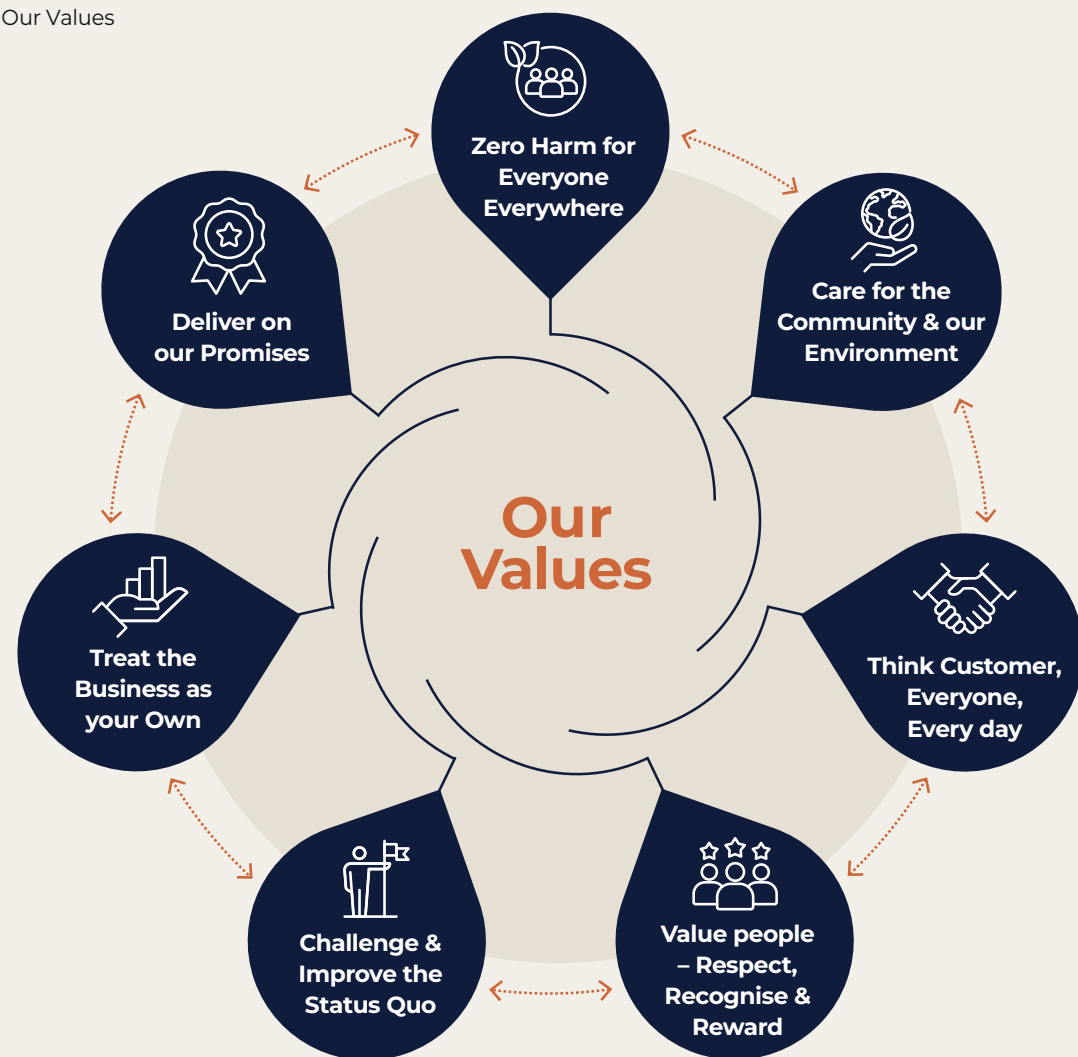 Our Values
Zero Harm for
Everyone
Everywhere
Care for the
Community & our
Environment
Think Customer,
Everyone,
Every day
Value people
– Respect,
Recognise &
Reward
Challenge &
Improve the
Status Quo
Treat the
Business as
your Own
Deliver on
our Promises
Our
Values